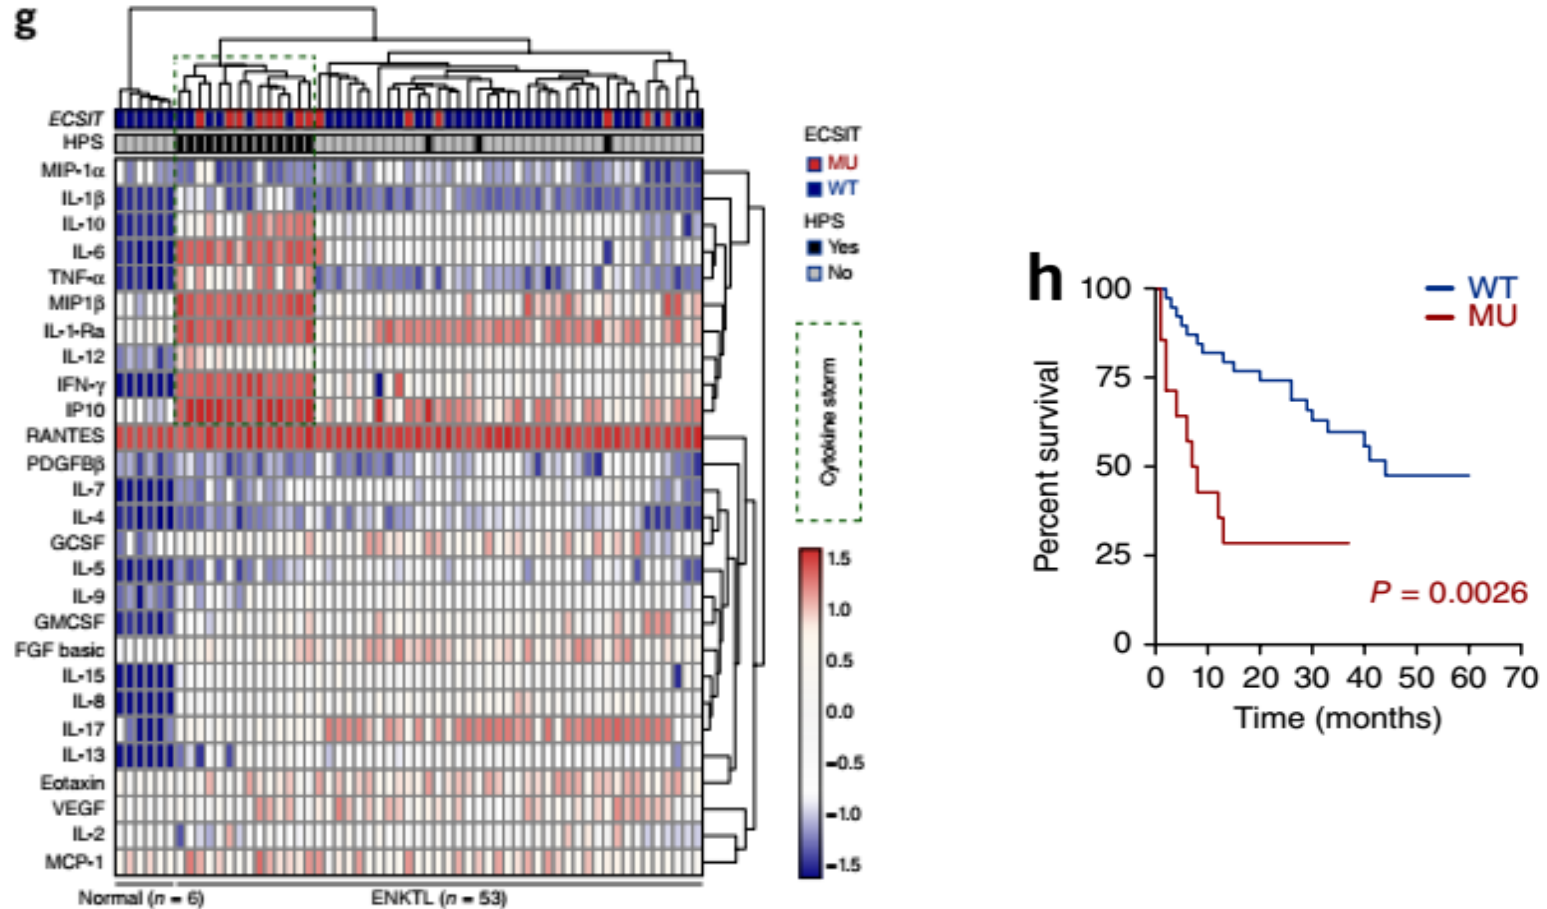 g
ECSIT
HPS
MIP-1α
IL-1β
IL-10
IL-6
TNF-α
MIP1β
IL-1-Ra
IL-12
IFN-γ
IP10
RANTES
PDGFBβ
IL-7
IL-4
GCSF
IL-5
IL-9
GMCSF
FGF basic
IL-15
IL-8
IL-17
IL-13
Eotaxin
VEGF
IL-2
MCP-1
Normal (n = 6)
ENKTL (n = 53)
ECSIT
MU
WT
HPS
Yes
No
Cytokine storm
1.5
1.0
0.5
0.0
-0.5
-1.0
-1.5
h
WT
MU
Percent survival
100
75
50
25
0
P = 0.0026
0 10 20 30 40 50 60 70
Time (months)